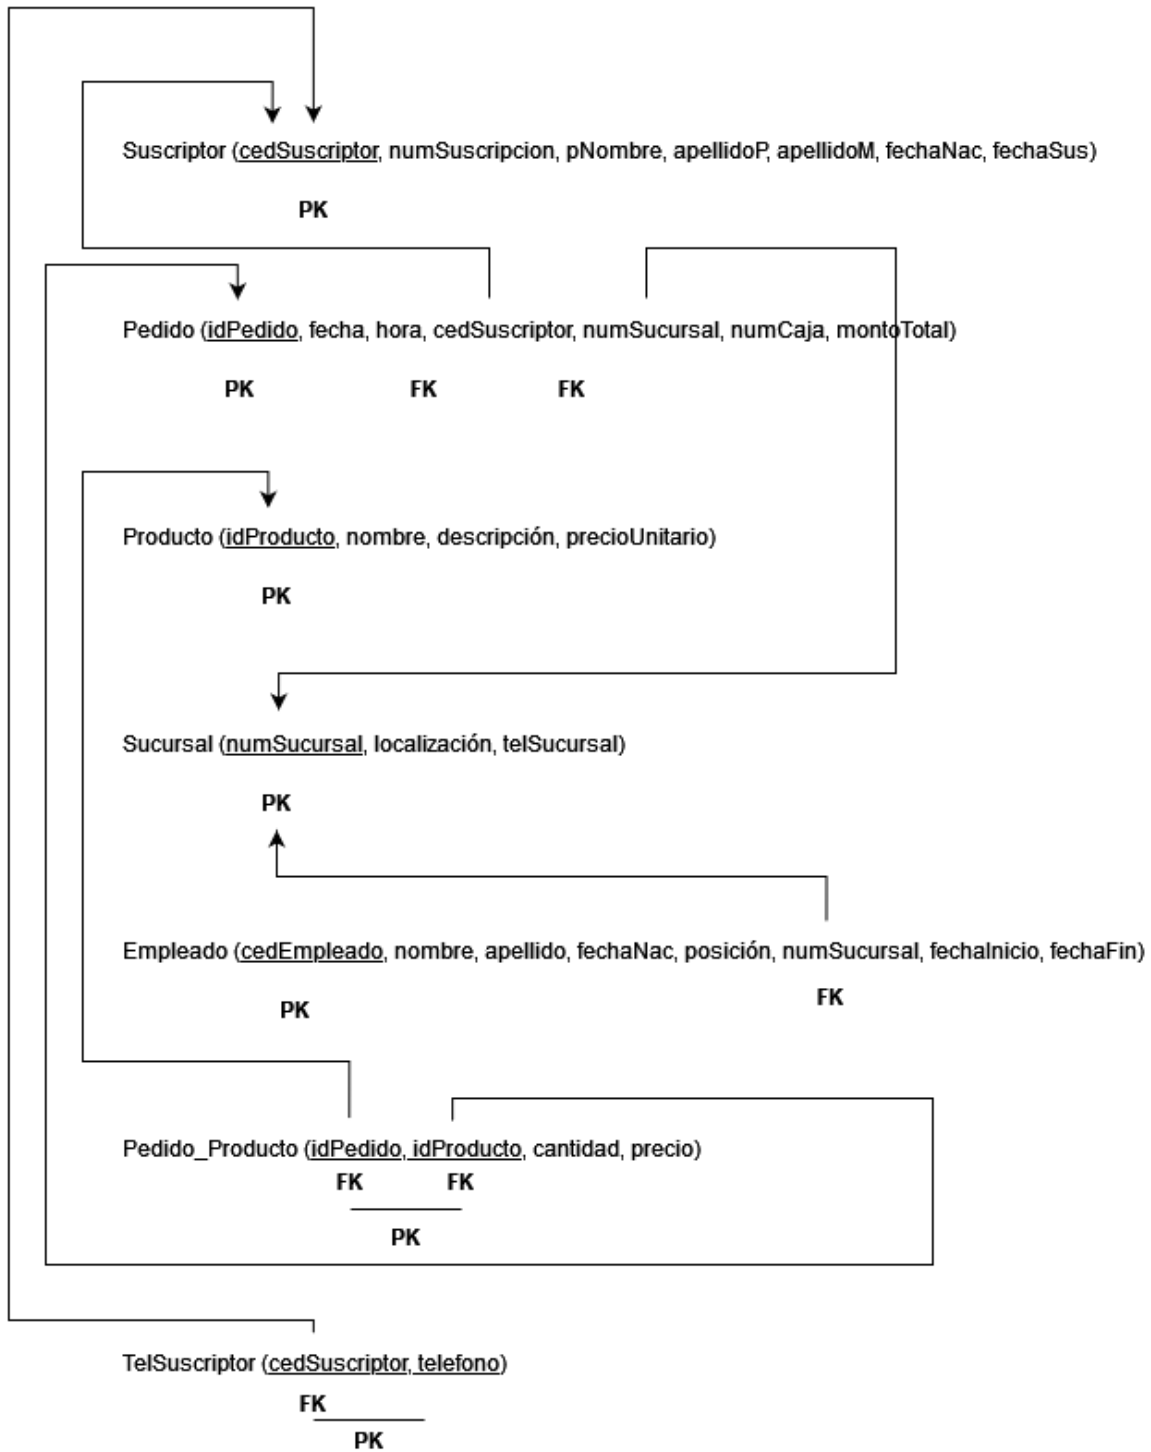 Suscriptor (cedSuscriptor, numSuscripcion, pNombre, apellidoP, apellidoM, fechaNac, fechaSus)
PK
Pedido (idPedido, fecha, hora, cedSuscriptor, numSucursal, numCaja, montoTotal)
PK FK FK
Producto (idProducto, nombre, descripción, precioUnitario)
PK
Sucursal (numSucursal, localización, telSucursal)
PK
Empleado (cedEmpleado, nombre, apellido, fechaNac, posición, numSucursal, fechaInicio, fechaFin)
PK FK
Pedido_Producto (idPedido, idProducto, cantidad, precio)
FK FK
PK
TelSuscriptor (cedSuscriptor, telefono)
FK
PK